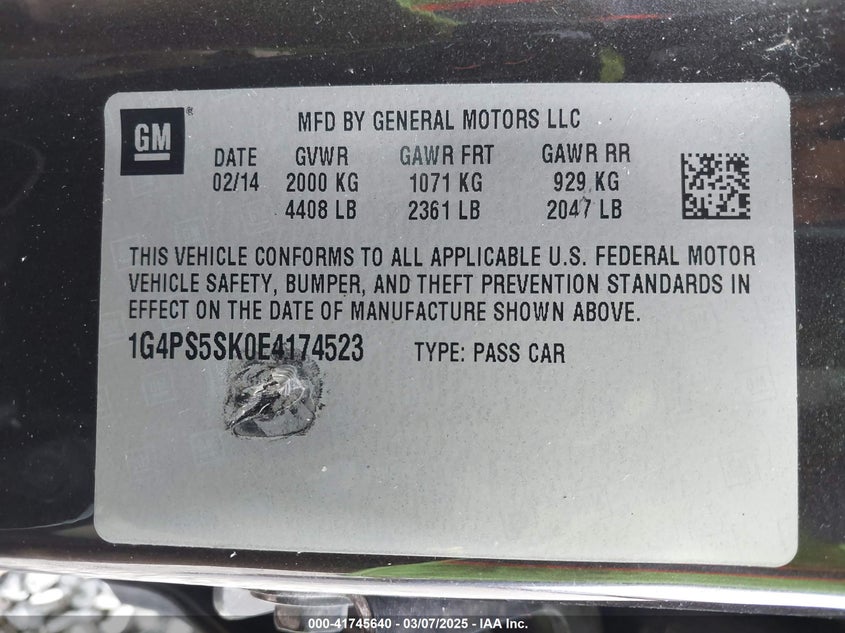 GM
MFD BY GENERAL MOTORS LLC
DATE GVWR GAWR FRT GAWR RR
02/14 2000 KG 1071 KG 929 KG
4408 LB 2361 LB 2047 LB
THIS VEHICLE CONFORMS TO ALL APPLICABLE U.S. FEDERAL MOTOR
VEHICLE SAFETY, BUMPER, AND THEFT PREVENTION STANDARDS IN
EFFECT ON THE DATE OF MANUFACTURE SHOWN ABOVE.
1G4PS5SK0E4174523 TYPE: PASS CAR
000-41745640 - 03/07/2025 - IAA Inc.